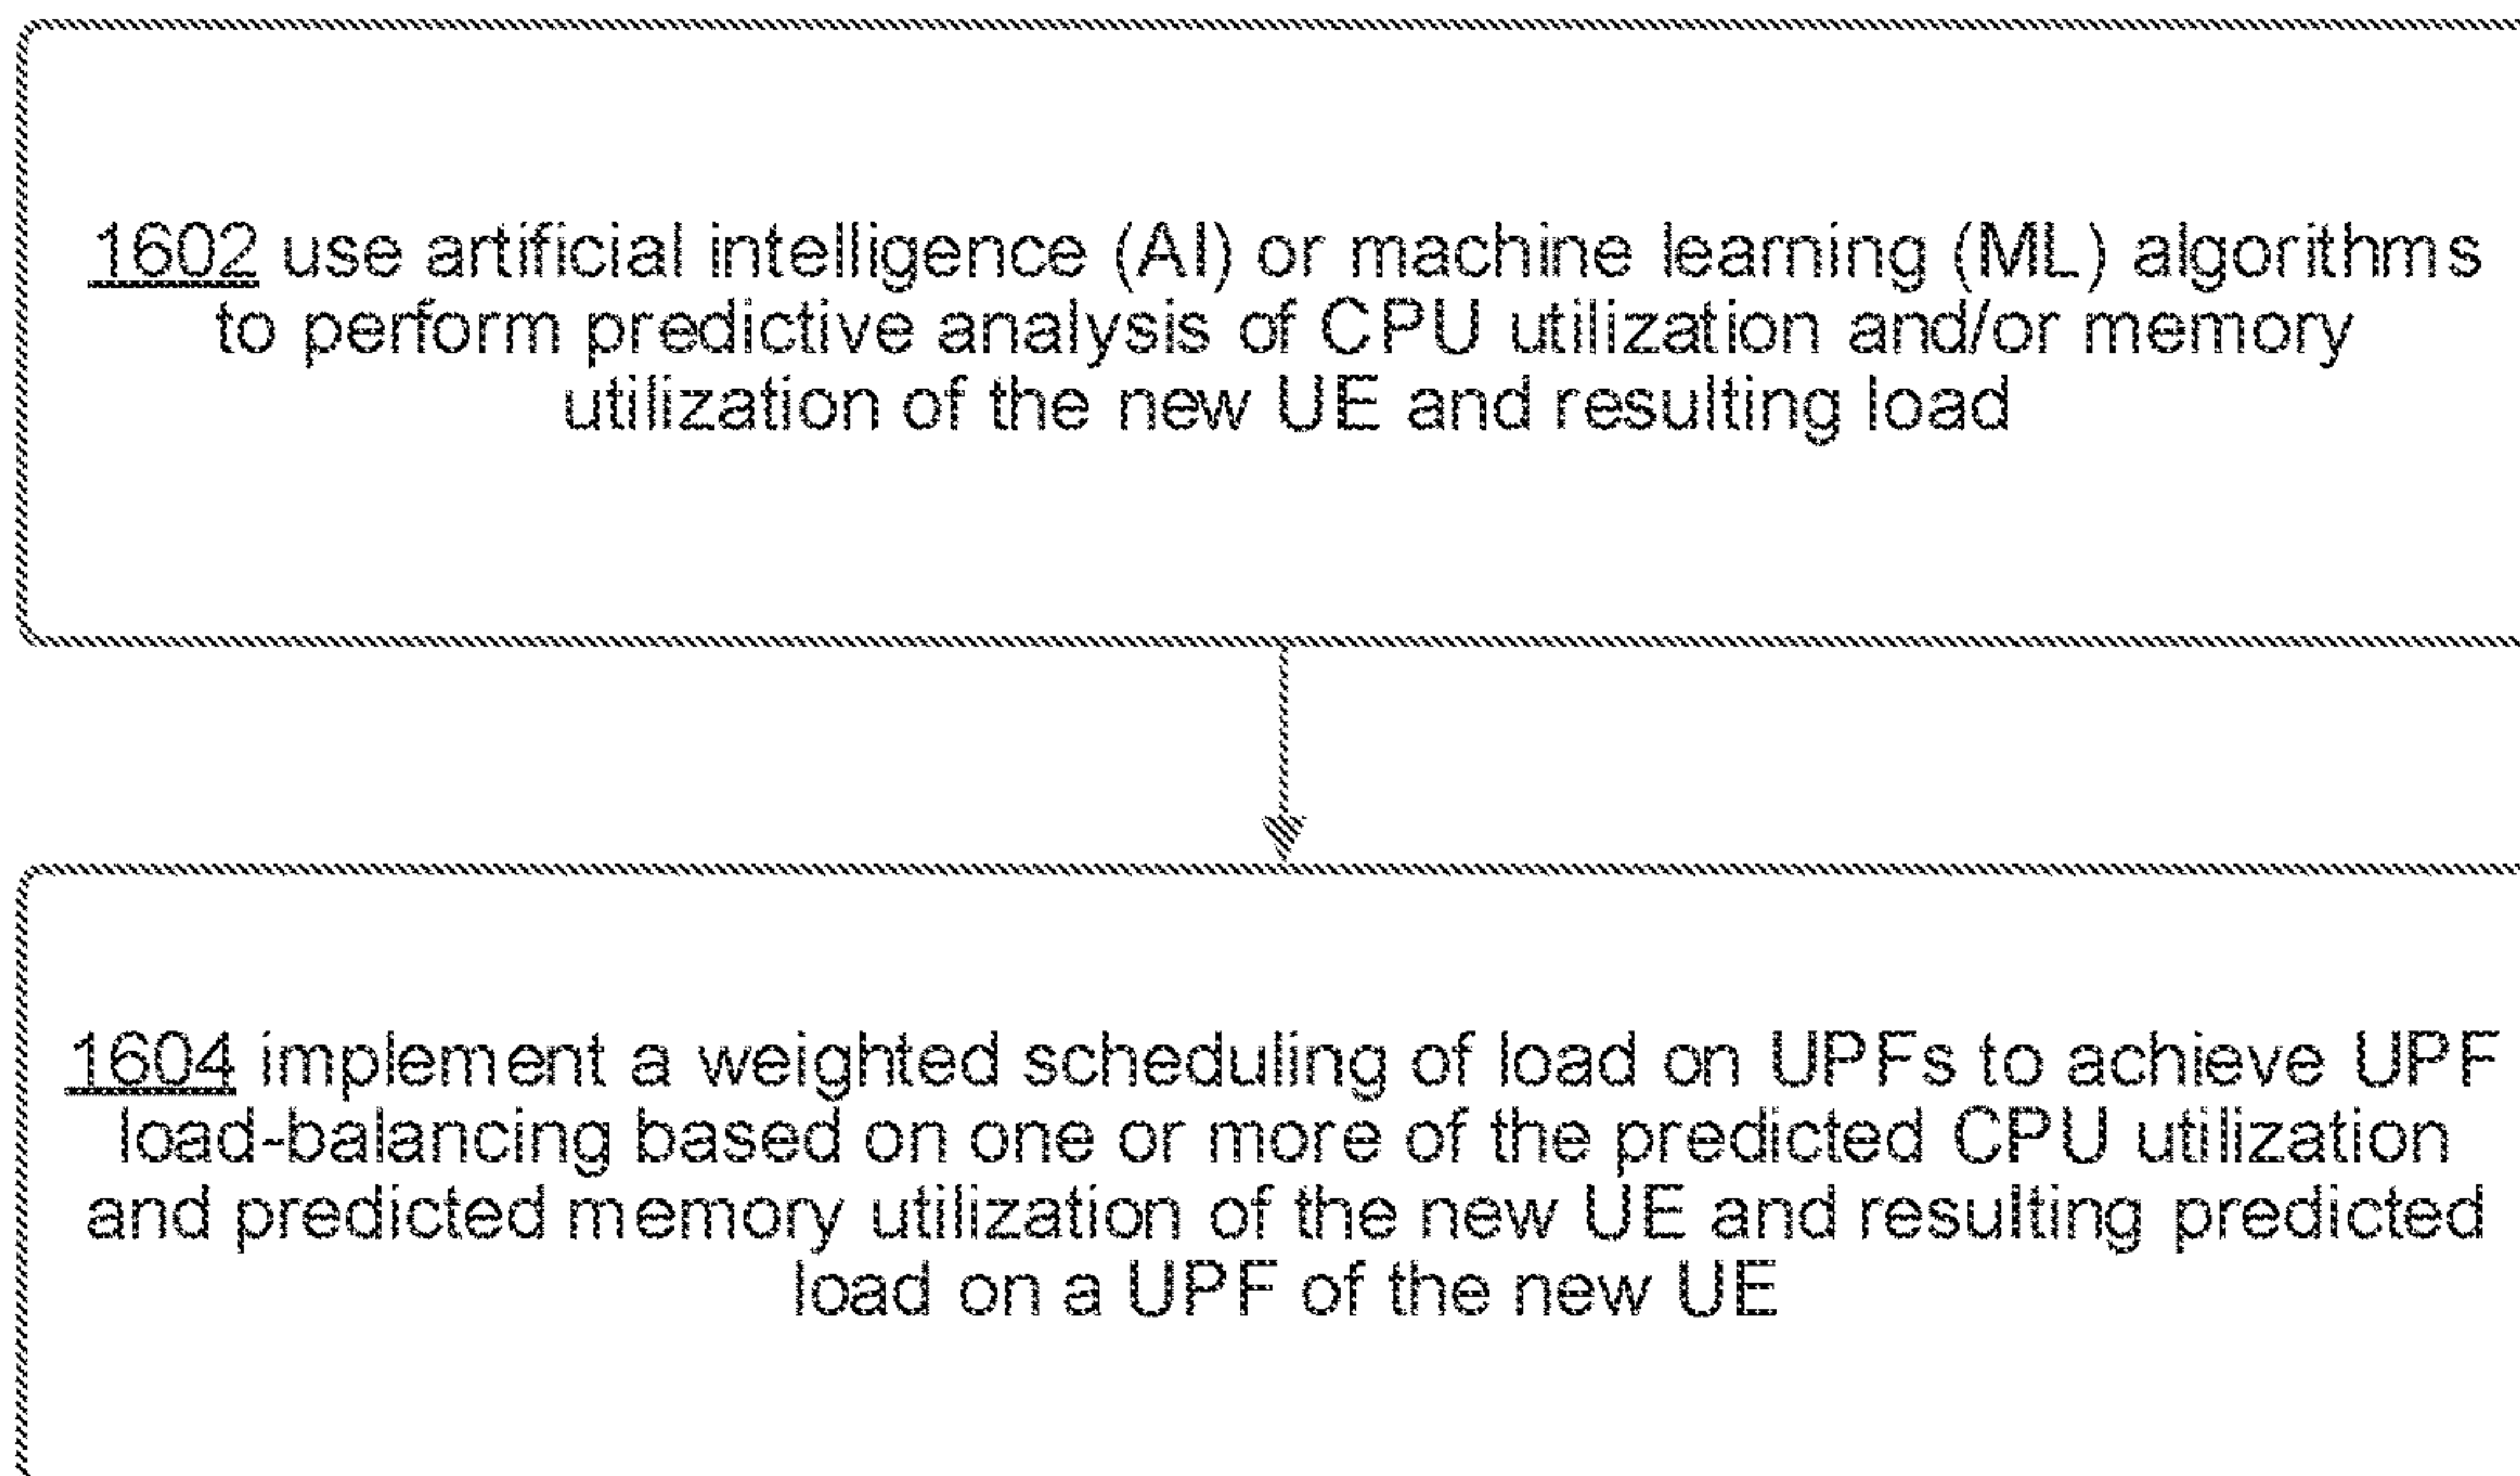 1602 use artificial intelligence (AI) or machine learning (ML) algorithms
to perform predictive analysis of CPU utilization and/or memory
utilization of the new UE and resulting load
1604 implement a weighted scheduling of load on UPFs to achieve UPF
load-balancing based on one or more of the predicted CPU utilization
and predicted memory utilization of the new UE and resulting predicted
load on a UPF of the new UE